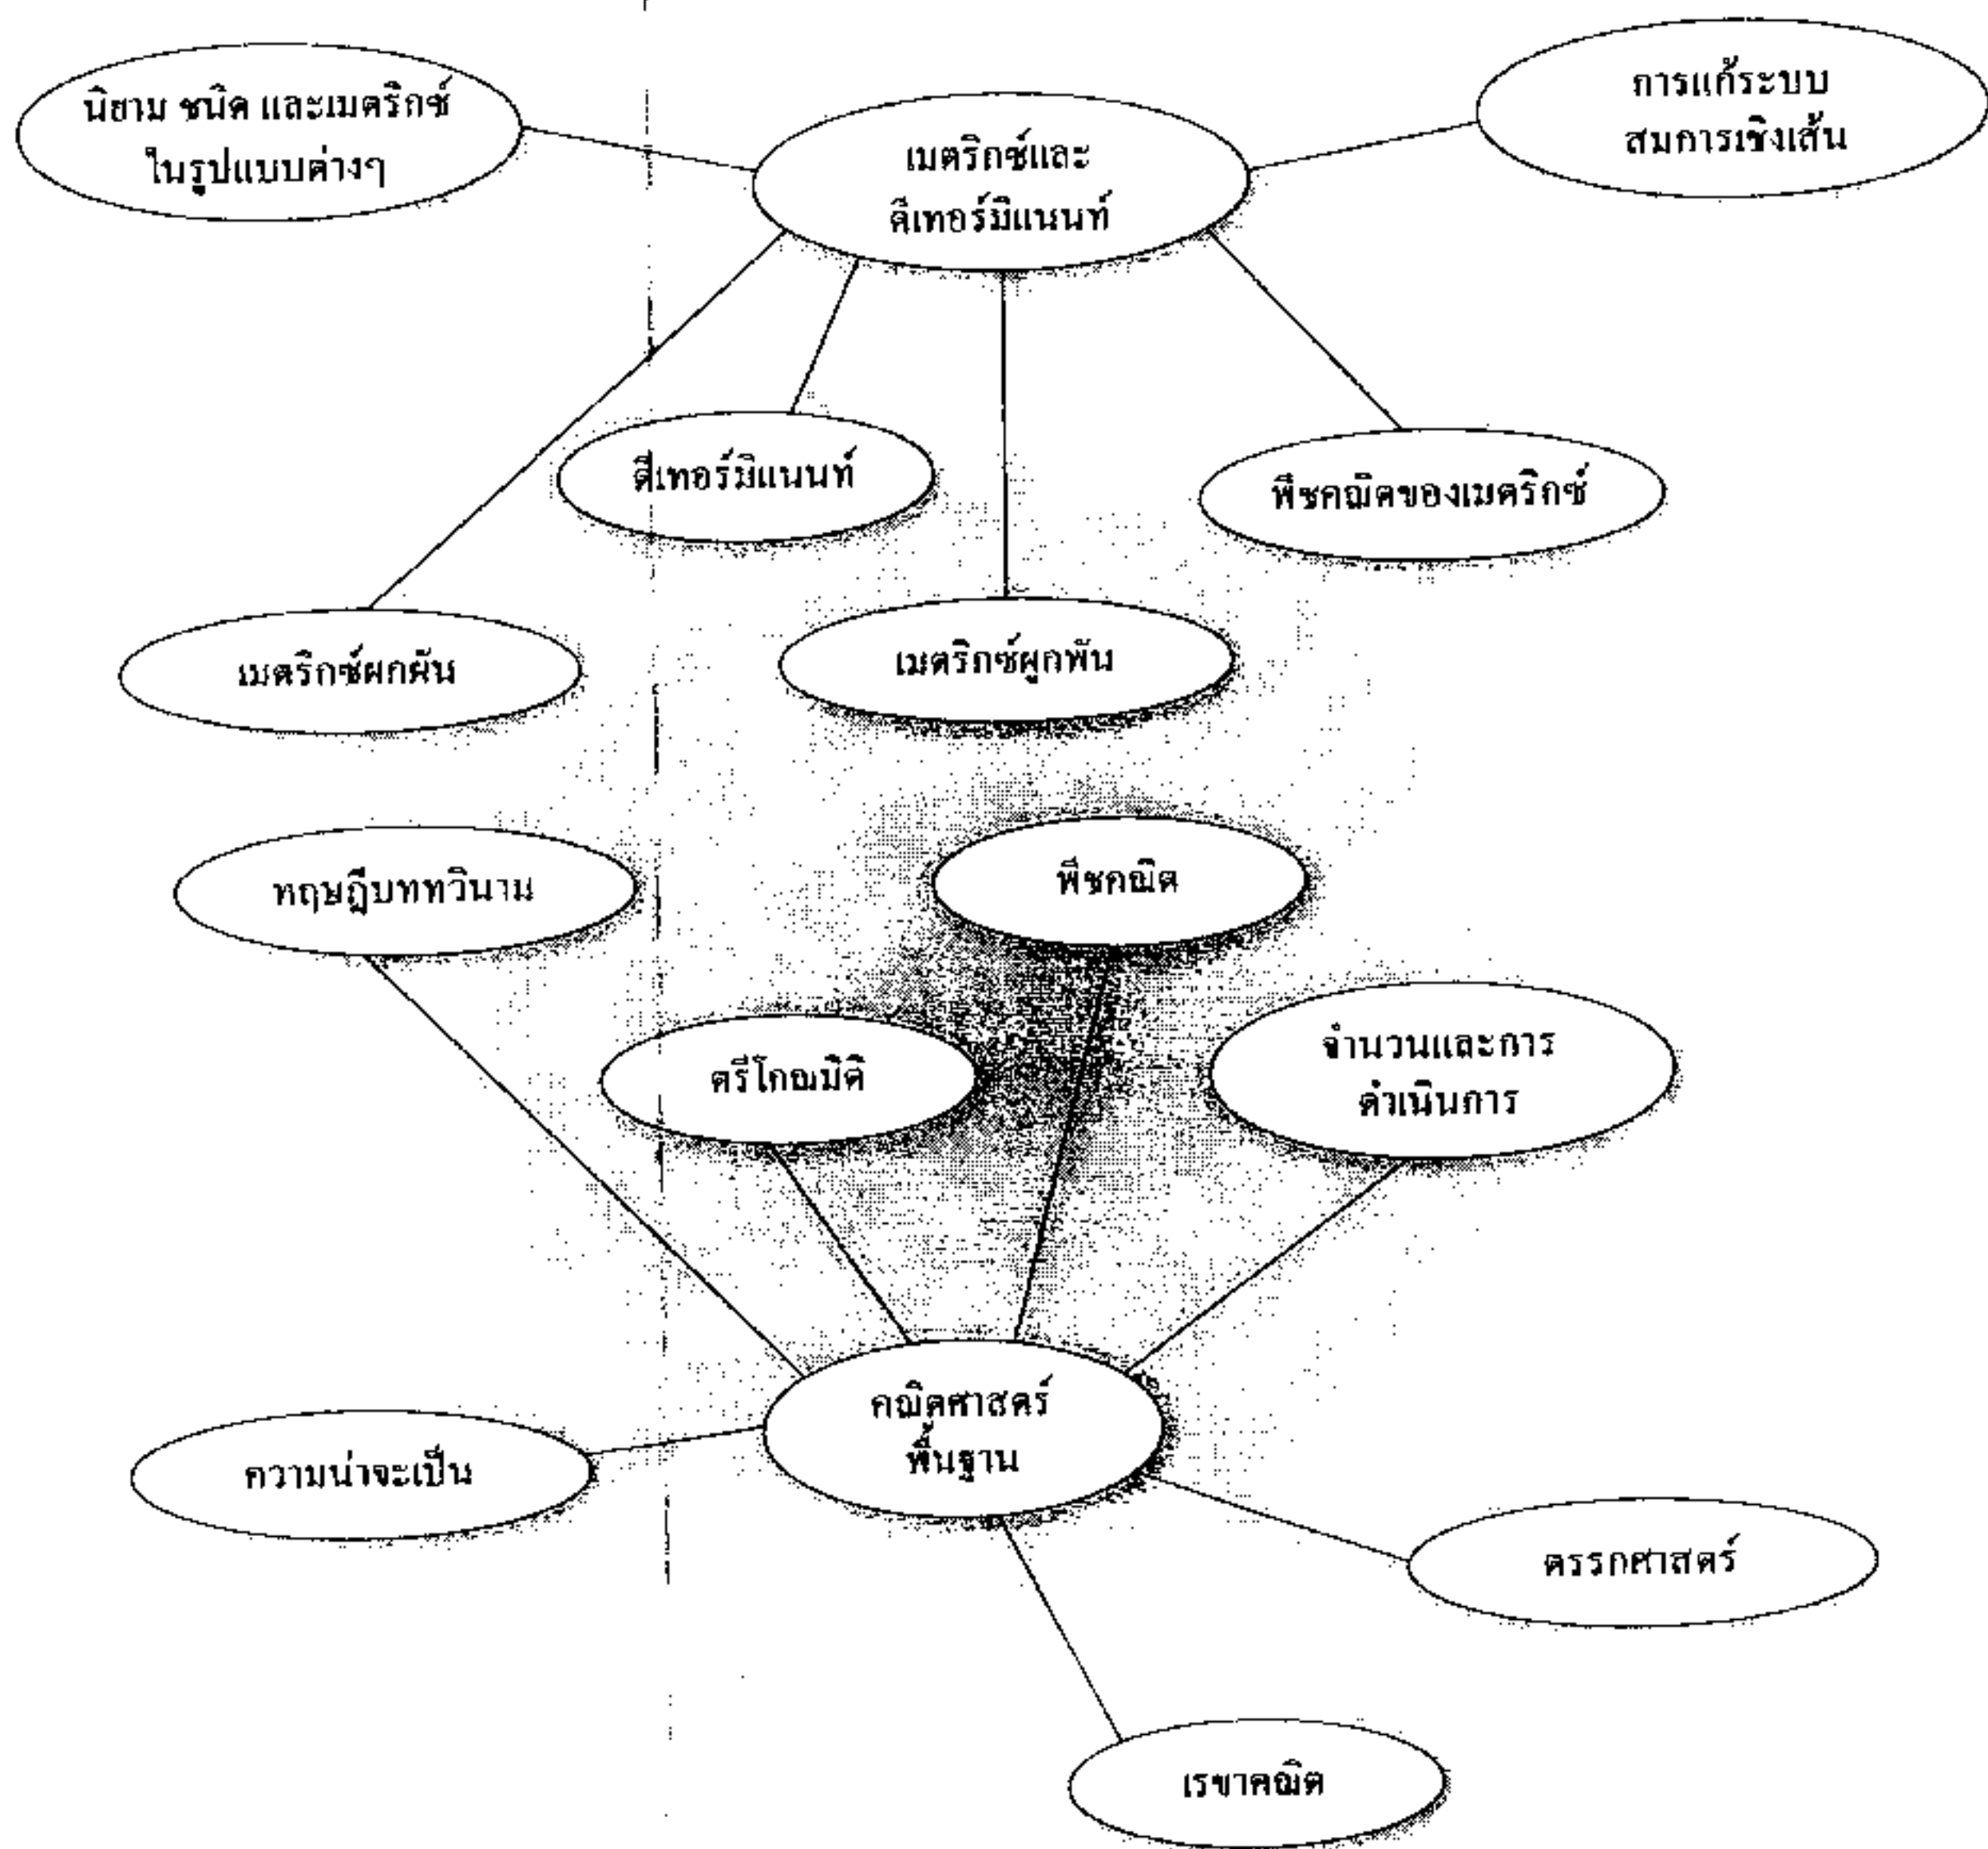 นิยาม ชนิด และเมตริกซ์
ในรูปแบบต่างๆ
เมตริกซ์และ
ดีเทอร์มิแนนท์
การแก้ระบบ
สมการเชิงเส้น
ดีเทอร์มิแนนท์
พีชคณิตของเมตริกซ์
เมตริกซ์ผกผัน
เมตริกซ์ผูกพัน
ทฤษฎีบททวินาม
พีชคณิต
ตรีโกณมิติ
จำนวนและการ
ดำเนินการ
คณิตศาสตร์
พื้นฐาน
ความน่าจะเป็น
ตรรกศาสตร์
เรขาคณิต